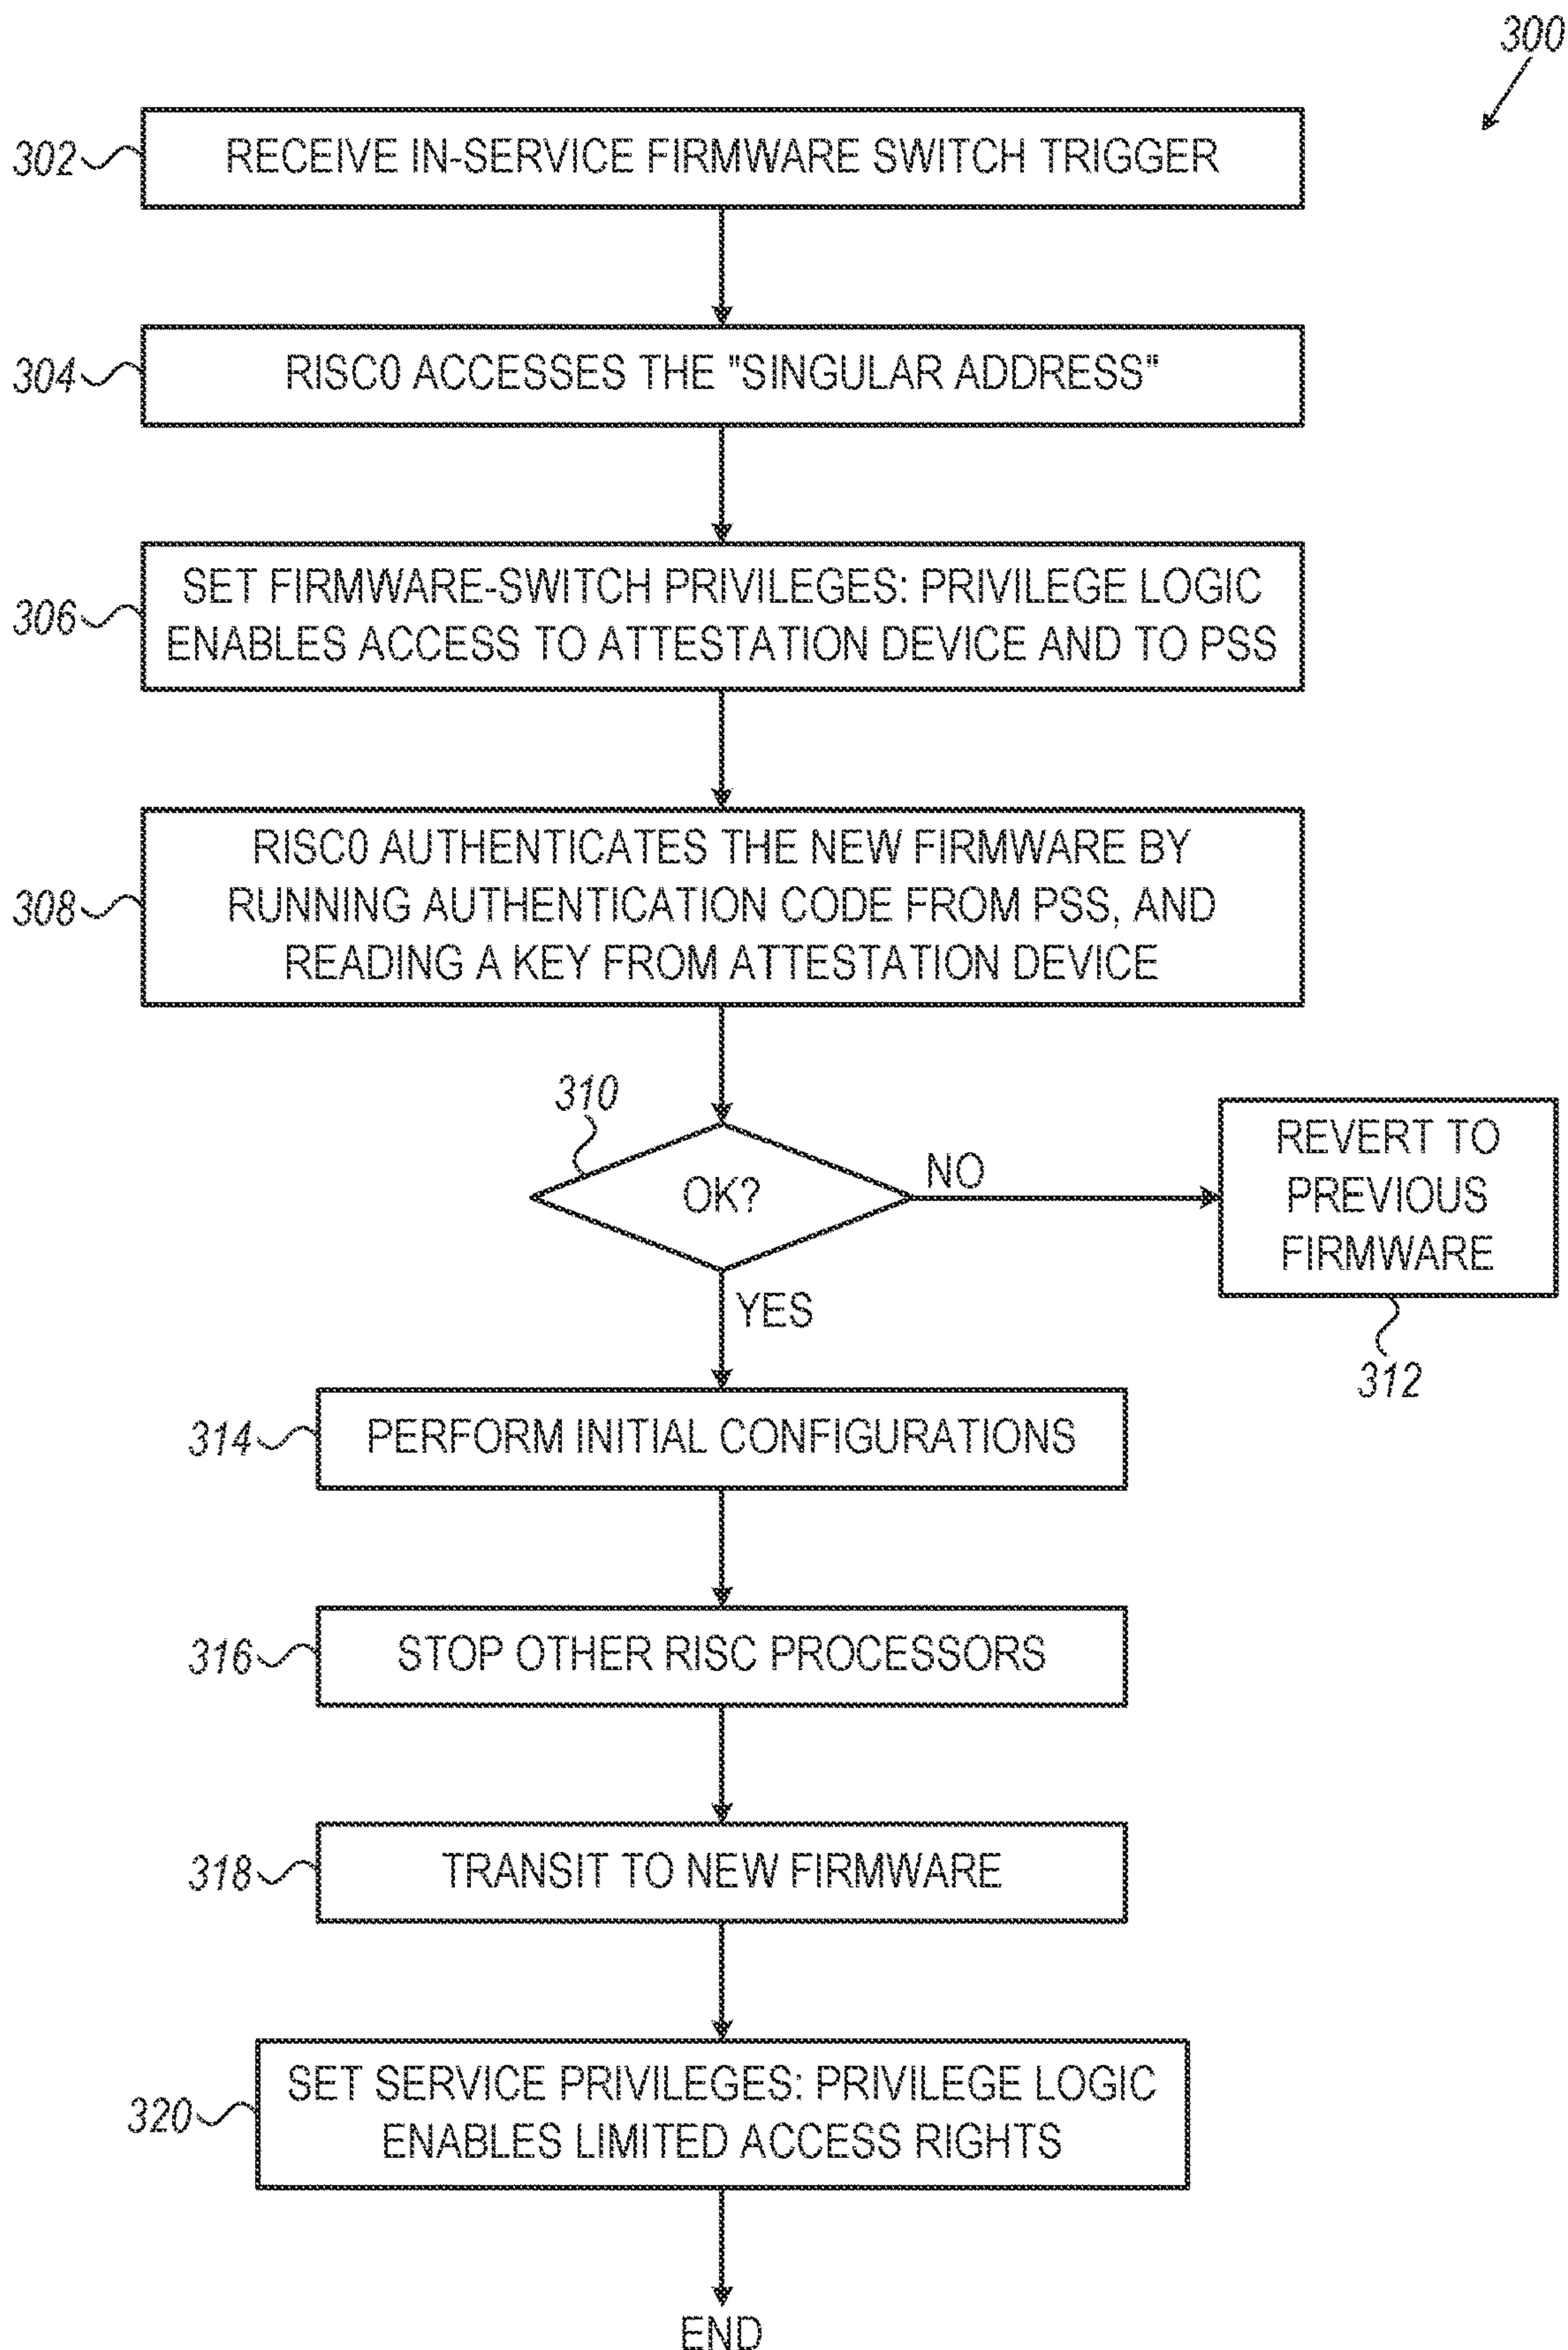 300
302
RECEIVE IN-SERVICE FIRMWARE SWITCH TRIGGER
304
RISC0 ACCESSES THE "SINGULAR ADDRESS"
306
SET FIRMWARE-SWITCH PRIVILEGES: PRIVILEGE LOGIC
ENABLES ACCESS TO ATTESTATION DEVICE AND TO PSS
308
RISC0 AUTHENTICATES THE NEW FIRMWARE BY
RUNNING AUTHENTICATION CODE FROM PSS, AND
READING A KEY FROM ATTESTATION DEVICE
310
OK?
NO
REVERT TO
PREVIOUS
FIRMWARE
312
YES
314
PERFORM INITIAL CONFIGURATIONS
316
STOP OTHER RISC PROCESSORS
318
TRANSIT TO NEW FIRMWARE
320
SET SERVICE PRIVILEGES: PRIVILEGE LOGIC
ENABLES LIMITED ACCESS RIGHTS
END